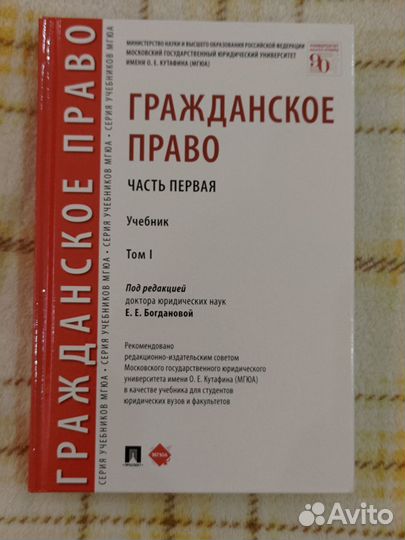 ГРАЖДАНСКОЕ ПРАВО
• СЕРИЯ УЧЕБНИКОВ МГЮА • СЕРИЯ УЧЕБНИКОВ МГЮА • СЕРИЯ УЧЕБНИКОВ МГЮА
МИНИСТЕРСТВО НАУКИ И ВЫСШЕГО ОБРАЗОВАНИЯ РОССИЙСКОЙ ФЕДЕРАЦИИ
МОСКОВСКИЙ ГОСУДАРСТВЕННЫЙ ЮРИДИЧЕСКИЙ УНИВЕРСИТЕТ
ИМЕНИ О. Е. КУТАФИНА (МГЮА)
90
ГРАЖДАНСКОЕ
ПРАВО
ЧАСТЬ ПЕРВАЯ
Учебник
Том I
Под редакцией
доктора юридических наук
Е. Е. Богдановой
Рекомендовано
редакционно-издательским советом
Московского государственного юридического
университета имени О. Е. Кутафина (МГЮА)
в качестве учебника для студентов
юридических вузов и факультетов
ПРОСПЕКТ
МГЮА
Avito